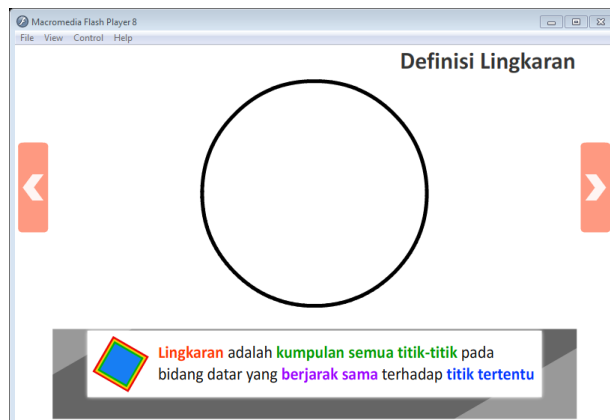 Macromedia Flash Player 8
File View Control Help
Definisi Lingkaran
Lingkaran adalah kumpulan semua titik-titik pada
bidang datar yang berjarak sama terhadap titik tertentu